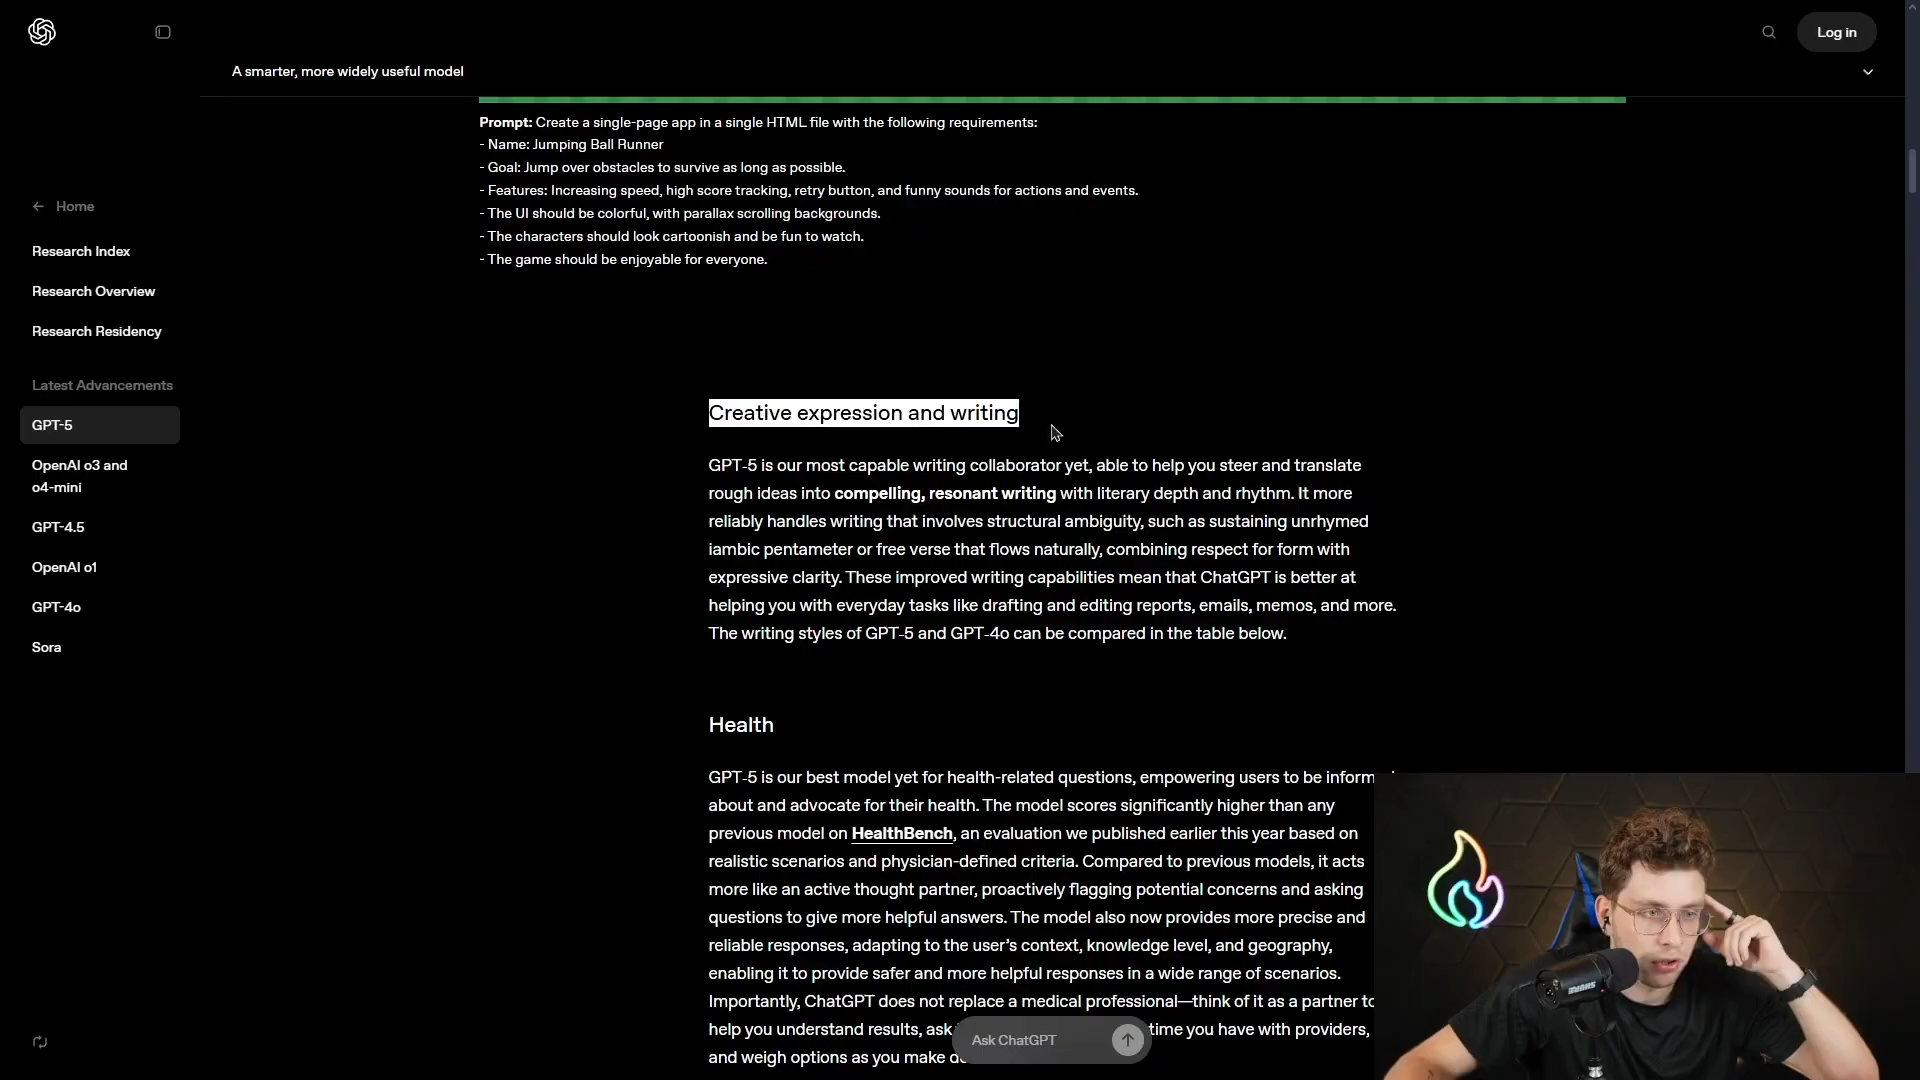 Log in
A smarter, more widely useful model
Prompt: Create a single-page app in a single HTML file with the following requirements:
- Name: Jumping Ball Runner
- Goal: Jump over obstacles to survive as long as possible.
- Features: Increasing speed, high score tracking, retry button, and funny sounds for actions and events.
- The UI should be colorful, with parallax scrolling backgrounds.
- The characters should look cartoonish and be fun to watch.
- The game should be enjoyable for everyone.
Home
Research Index
Research Overview
Research Residency
Latest Advancements
GPT-5
OpenAI o3 and
o4-mini
GPT-4.5
OpenAI o1
GPT-4o
Sora
Creative expression and writing
GPT-5 is our most capable writing collaborator yet, able to help you steer and translate
rough ideas into compelling, resonant writing with literary depth and rhythm. It more
reliably handles writing that involves structural ambiguity, such as sustaining unrhymed
iambic pentameter or free verse that flows naturally, combining respect for form with
expressive clarity. These improved writing capabilities mean that ChatGPT is better at
helping you with everyday tasks like drafting and editing reports, emails, memos, and more.
The writing styles of GPT-5 and GPT-4o can be compared in the table below.
Health
GPT-5 is our best model yet for health-related questions, empowering users to be
about and advocate for their health. The model scores significantly higher than any
previous model on HealthBench, an evaluation we published earlier this year based on
realistic scenarios and physician-defined criteria. Compared to previous models, it acts
more like an active thought partner, proactively flagging potential concerns and asking
questions to give more helpful answers. The model also now provides more precise and
reliable responses, adapting to the user's context, knowledge level, and geography,
enabling it to provide safer and more helpful responses in a wide range of scenarios.
Importantly, ChatGPT does not replace a medical professional—think of it as a partner to
help you understand results, ask time you have with providers,
and weigh options as you make
Ask ChatGPT
SHURE